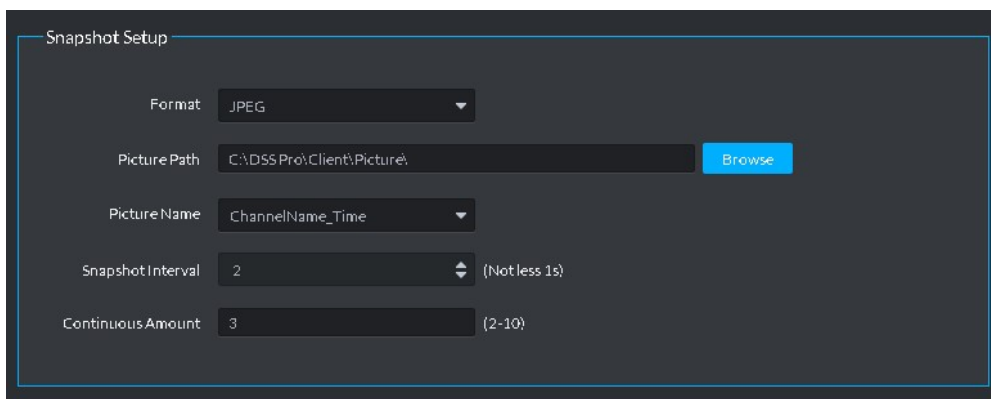 Snapshot Setup
Format JPEG
Picture Path C:\DSS Pro\Client\Picture\ Browse
Picture Name ChannelName_Time
Snapshot Interval 2 (Not less 1s)
Continuous Amount 3 (2-10)